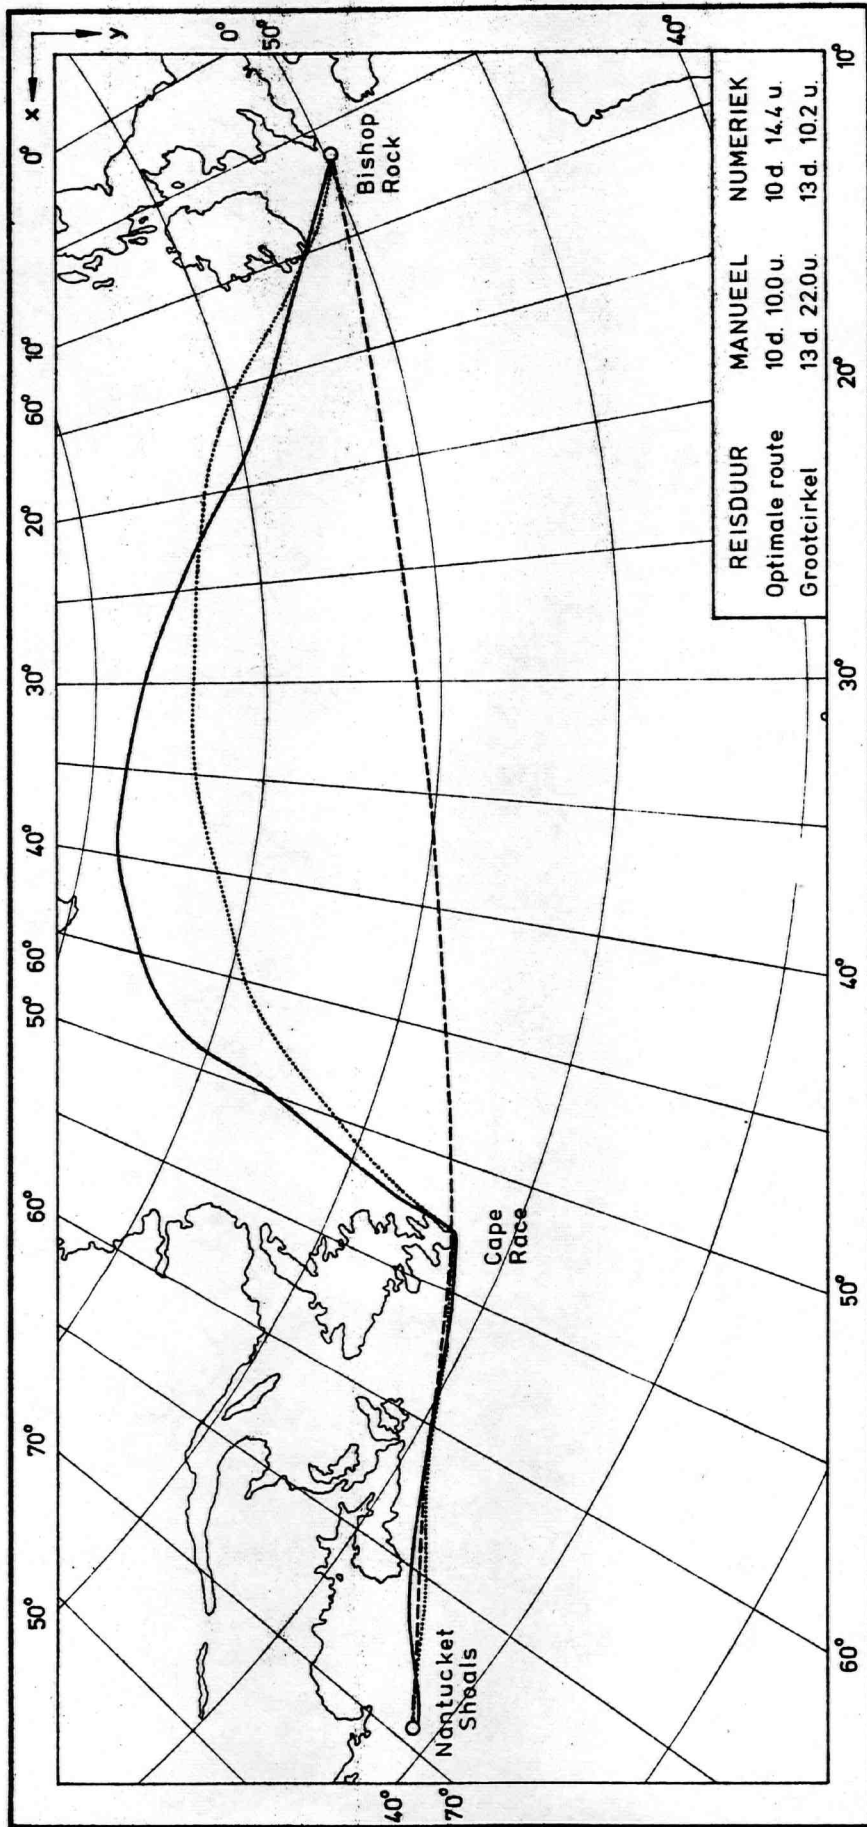 50° 70° 60° 50° 60° 40° 30° 20° 60° 10° 0° x
y
0°
50°
Bishop
Rock
Cape
Race
Nantucket
Shoals
40°
70°
40°
REISDUUR MANUEEL NUMERIEK
Optimale route 10 d. 10.0 u. 10 d. 14.4 u.
Grootcirkel 13 d. 22.0 u. 13 d. 10.2 u.
60° 50° 40° 30° 20° 10°